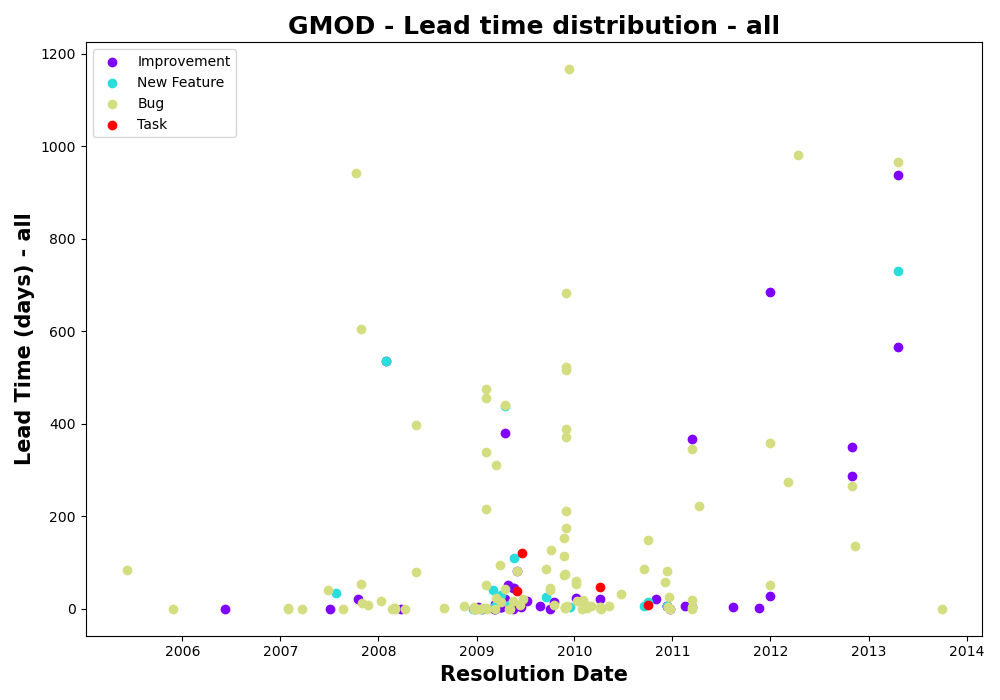 GMOD - Lead time distribution - all
Improvement
New Feature
Bug
Task
Lead Time (days) - all
1200
1000
800
600
400
200
0
2006 2007 2008 2009 2010 2011 2012 2013 2014
Resolution Date